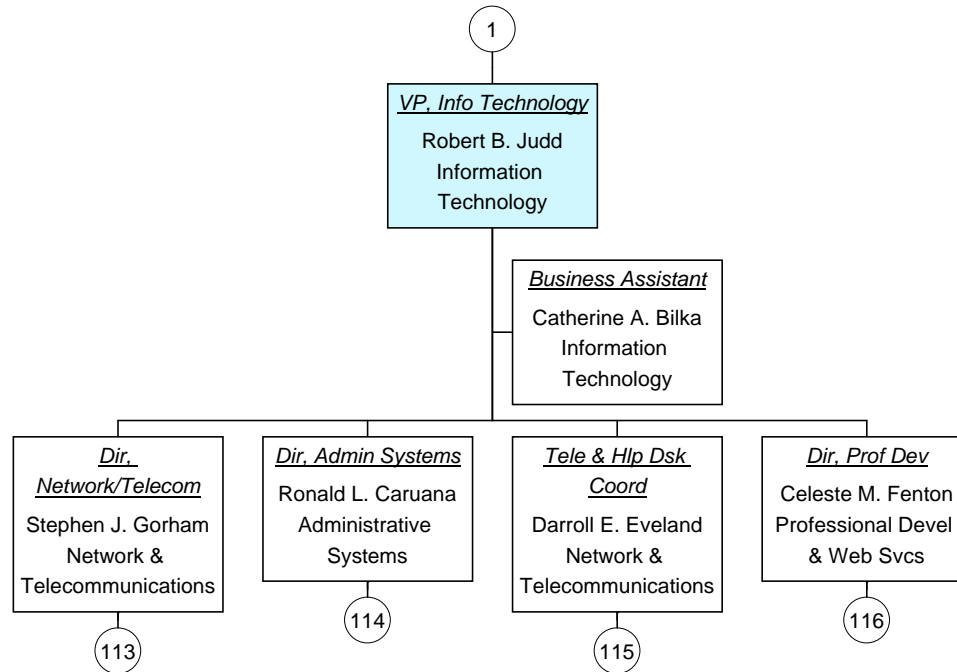 1
VP, Info Technology
Robert B. Judd
Information
Technology
Business Assistant
Catherine A. Bilka
Information
Technology
Dir,
Network/Telecom
Stephen J. Gorham
Network &
Telecommunications
113
Dir, Admin Systems
Ronald L. Caruana
Administrative
Systems
114
Tele & Hlp Dsk
Coord
Darroll E. Eveland
Network &
Telecommunications
115
Dir, Prof Dev
Celeste M. Fenton
Professional Devel
& Web Svcs
116